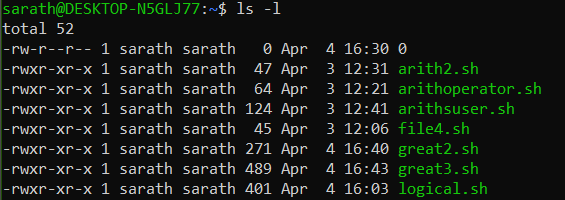 sarath@DESKTOP-N5GLJ77:~$ ls -l
total 52
-rw-r--r-- 1 sarath sarath   0 Apr  4 16:30 0
-rwxr-xr-x 1 sarath sarath  47 Apr  3 12:31 arith2.sh
-rwxr-xr-x 1 sarath sarath  64 Apr  3 12:21 arithoperator.sh
-rwxr-xr-x 1 sarath sarath 124 Apr  3 12:41 arithsuser.sh
-rwxr-xr-x 1 sarath sarath  45 Apr  3 12:06 file4.sh
-rwxr-xr-x 1 sarath sarath 271 Apr  4 16:40 great2.sh
-rwxr-xr-x 1 sarath sarath 489 Apr  4 16:43 great3.sh
-rwxr-xr-x 1 sarath sarath 401 Apr  4 16:03 logical.sh